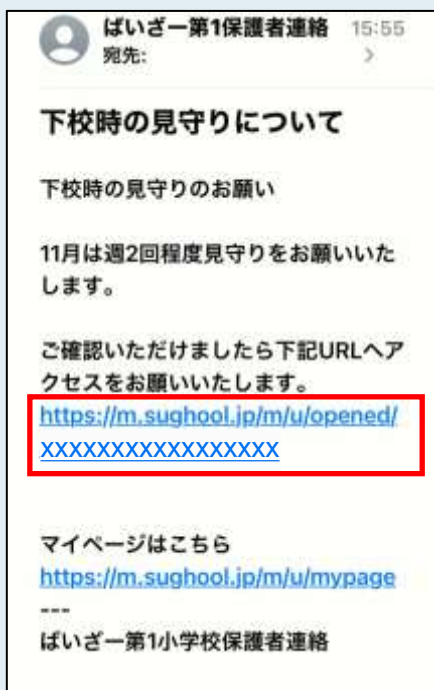 ぱいざー第1保護者連絡 15:55
宛先:
下校時の見守りについて
下校時の見守りのお願い
11月は週2回程度見守りをお願いいた
します。
ご確認いただけましたら下記URLへア
クセスをお願いいたします。
https://m.sughool.jp/m/u/opened/
XXXXXXXXXXXXXXXXX
マイページはこちら
https://m.sughool.jp/m/u/mypage
---
ぱいざー第1小学校保護者連絡